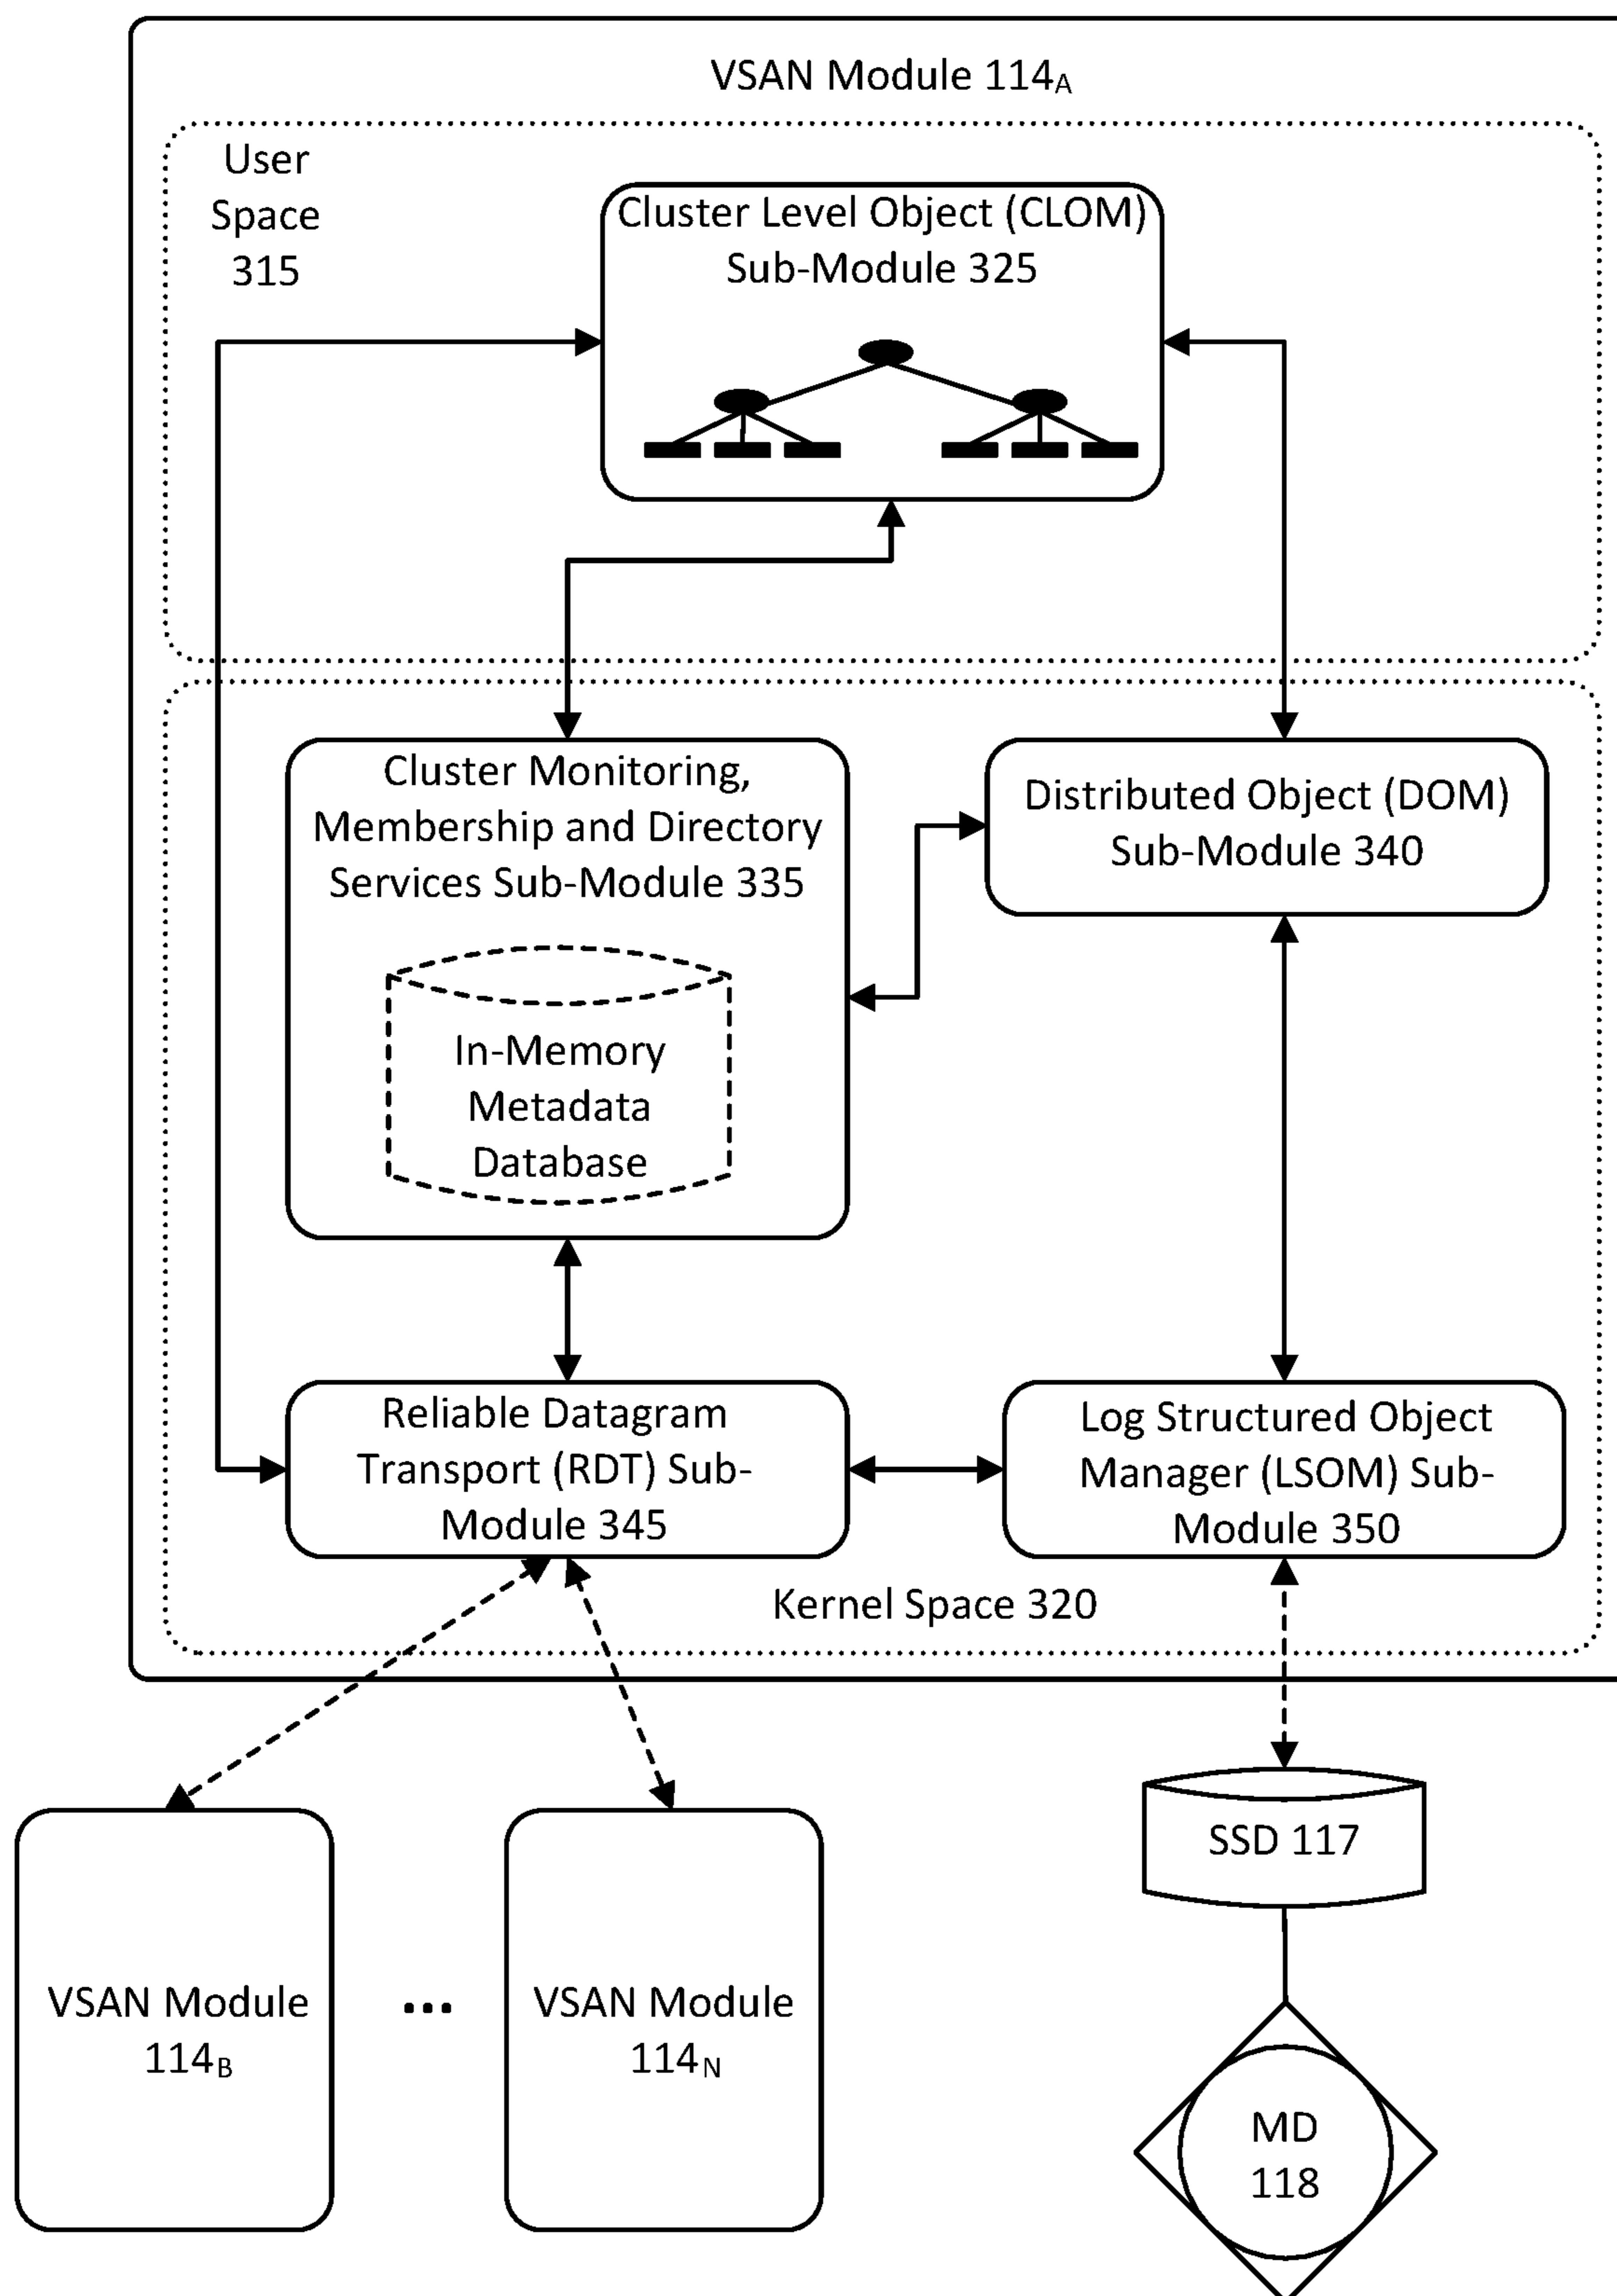 VSAN Module 114A
User
Space
315
Cluster Level Object (CLOM)
Sub-Module 325
Cluster Monitoring,
Membership and Directory
Services Sub-Module 335
In-Memory
Metadata
Database
Distributed Object (DOM)
Sub-Module 340
Reliable Datagram
Transport (RDT) Sub-
Module 345
Log Structured Object
Manager (LSOM) Sub-
Module 350
Kernel Space 320
VSAN Module
114B
...
VSAN Module
114N
SSD 117
MD
118